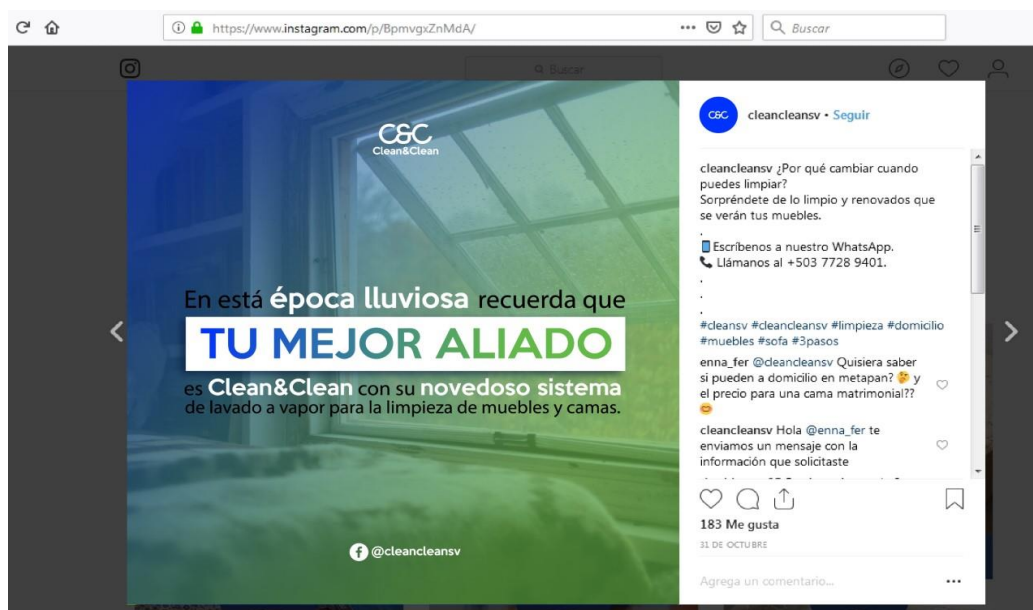 https://www.instagram.com/p/BpmvgxZnMdA/
Buscar
Buscar
C&C
Clean&Clean
En está época lluviosa recuerda que
TU MEJOR ALIADO
es Clean&Clean con su novedoso sistema
de lavado a vapor para la limpieza de muebles y camas.
@cleancleansv
C&C
cleancleansv • Seguir
cleancleansv ¿Por qué cambiar cuando
puedes limpiar?
Sorpréndete de lo limpio y renovados que
se verán tus muebles.
.
Escríbenos a nuestro WhatsApp.
Llámanos al +503 7728 9401.
.
.
.
#cleansv #cleancleansv #limpieza #domicilio
#muebles #sofa #3pasos
enna_fer @cleancleansv Quisiera saber
si pueden a domicilio en metapan? 🤔 y
el precio para una cama matrimonial??
😊
cleancleansv Hola @enna_fer te
enviamos un mensaje con la
información que solicitaste
183 Me gusta
31 DE OCTUBRE
Agrega un comentario...